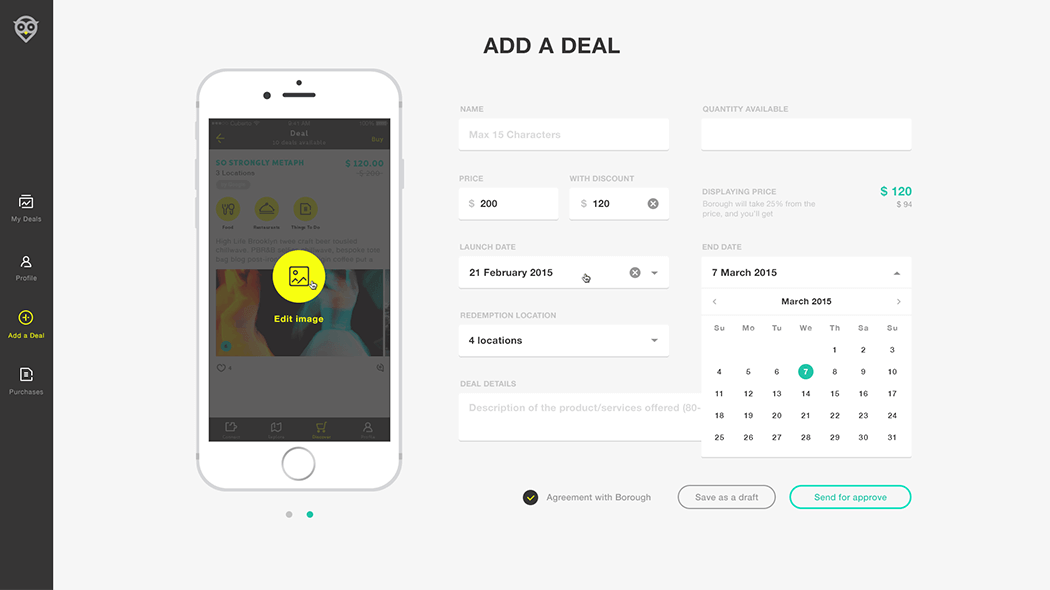 ADD A DEAL
My Deals
Profile
Add a Deal
Purchases
Deal
Buy
SO STRONGLY METAPH
$ 120.00
3 Locations
$ 200
Food
Restaurants
Things To Do
Edit image
NAME
Max 15 Characters
QUANTITY AVAILABLE
PRICE
$ 200
WITH DISCOUNT
$ 120
DISPLAYING PRICE
$ 120
Borough will take 25% from the
price, and you'll get
$ 94
LAUNCH DATE
21 February 2015
END DATE
7 March 2015
March 2015
Su Mo Tu We Th Sa Su
1 2 3
4 5 6 7 8 9 10
11 12 13 14 15 16 17
18 19 20 21 22 23 24
25 26 27 28 29 30 31
REDEMPTION LOCATION
4 locations
DEAL DETAILS
Description of the product/services offered (80-
Agreement with Borough
Save as a draft
Send for approve